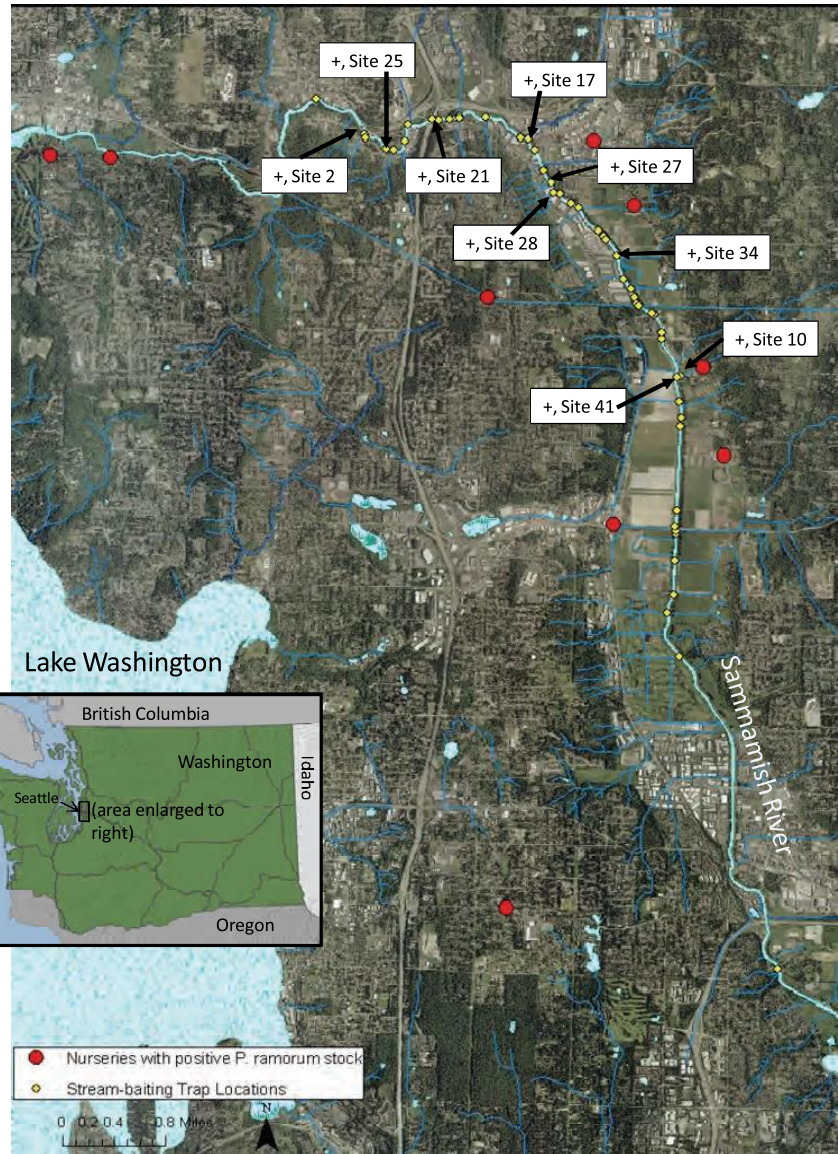 +, Site 25
+, Site 17
+, Site 2
+, Site 21
+, Site 27
+, Site 28
+, Site 34
+, Site 10
+, Site 41
Lake Washington
Sammamish River
British Columbia
Washington
Idaho
Seattle
(area enlarged to
right)
Oregon
Nurseries with positive P. ramorum stock
Stream-baiting Trap Locations
0 0.2 0.4 0.8 Miles
N